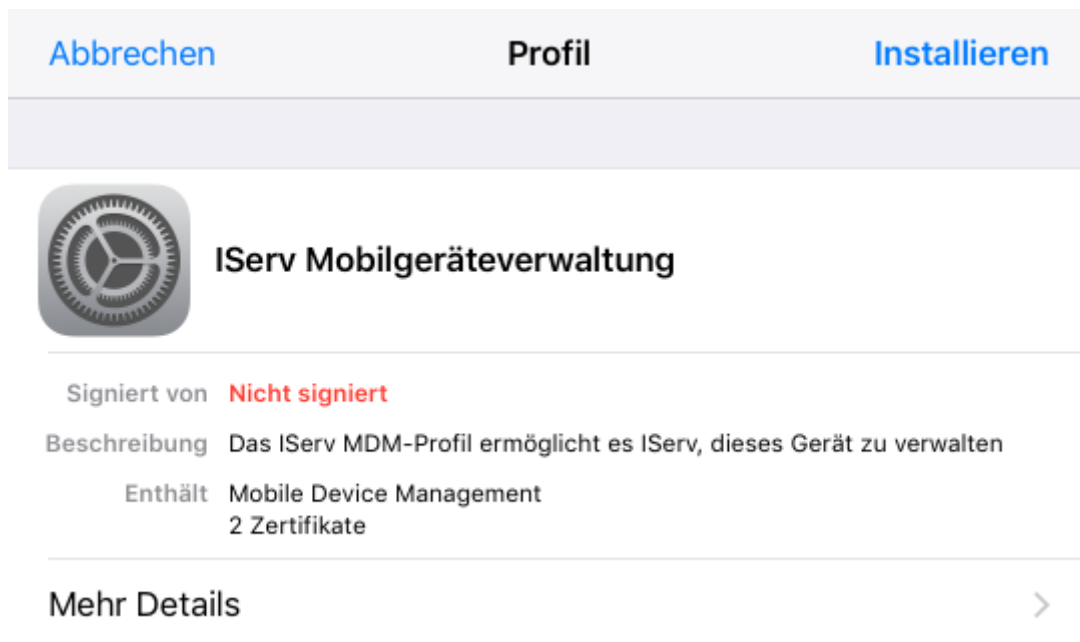 Abbrechen Profil Installieren
IServ Mobilgeräteverwaltung
Signiert von Nicht signiert
Beschreibung Das IServ MDM-Profil ermöglicht es IServ, dieses Gerät zu verwalten
Enthält Mobile Device Management
2 Zertifikate
Mehr Details